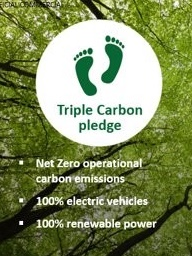 Triple Carbon
pledge
▪ Net Zero operational
carbon emissions
▪ 100% electric vehicles
▪ 100% renewable power